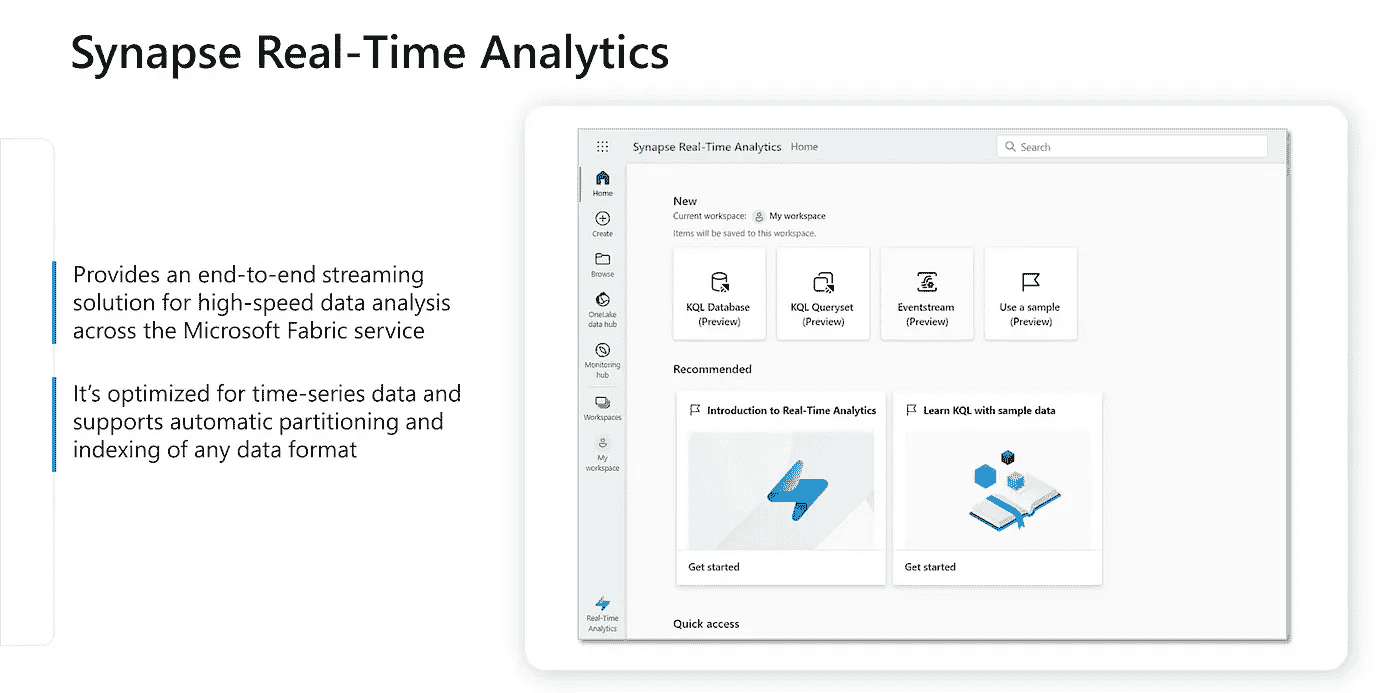 Synapse Real-Time Analytics
Provides an end-to-end streaming
solution for high-speed data analysis
across the Microsoft Fabric service
It's optimized for time-series data and
supports automatic partitioning and
indexing of any data format
Synapse Real-Time Analytics Home
Search
Home
Create
Browse
OneLake
data hub
Monitoring
hub
Workspaces
My
workspace
Real-Time
Analytics
New
Current workspace: My workspace
Items will be saved to this workspace.
KQL Database
(Preview)
KQL Queryset
(Preview)
Eventstream
(Preview)
Use a sample
(Preview)
Recommended
Introduction to Real-Time Analytics
Get started
Learn KQL with sample data
Get started
Quick access